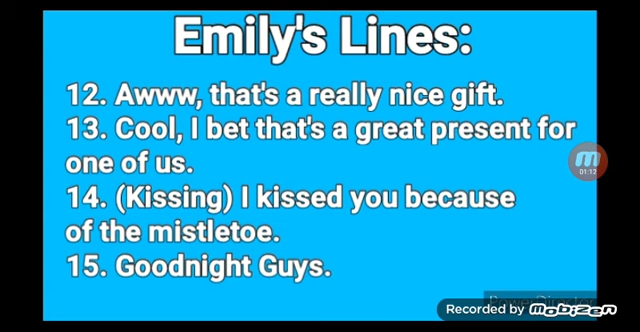 Emily's Lines:
12. Awww, that's a really nice gift.
13. Cool, I bet that's a great present for
one of us.
14. (Kissing) I kissed you because
of the mistletoe.
15. Goodnight Guys.
01:12
PowerDirector
Recorded by Mobizen